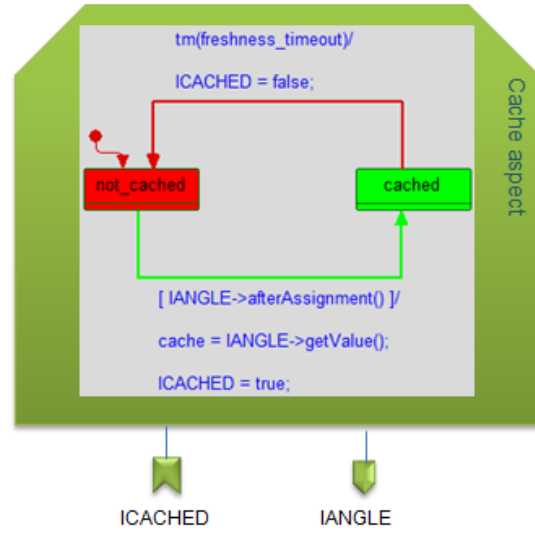 tm(freshness_timeout)/
ICACHED = false;
Cache aspect
not_cached
cached
[ IANGLE->afterAssignment() ]/
cache = IANGLE->getValue();
ICACHED = true;
ICACHED
IANGLE